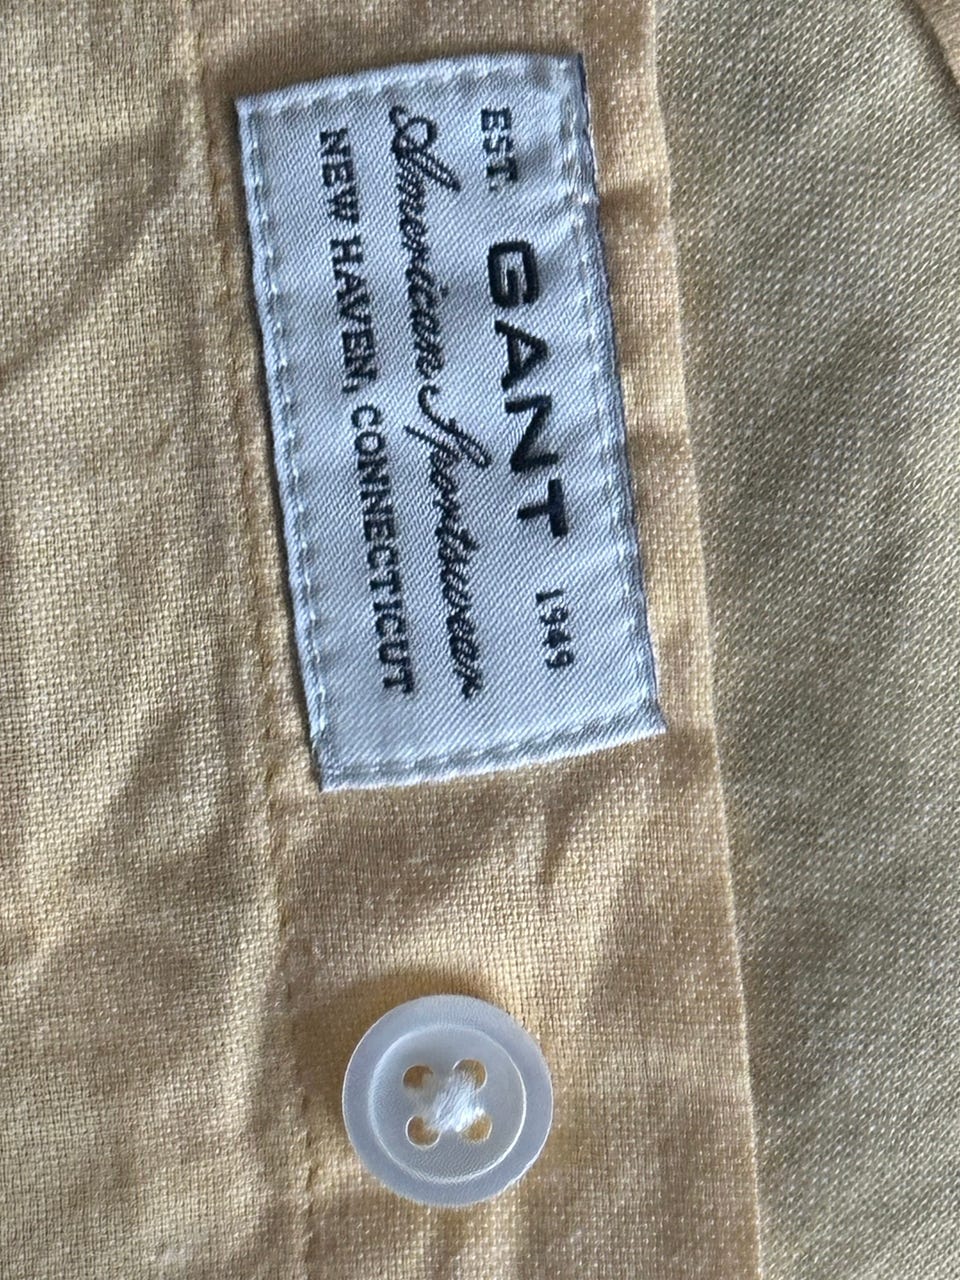 EST. GANT 1949
American Sportswear
NEW HAVEN, CONNECTICUT